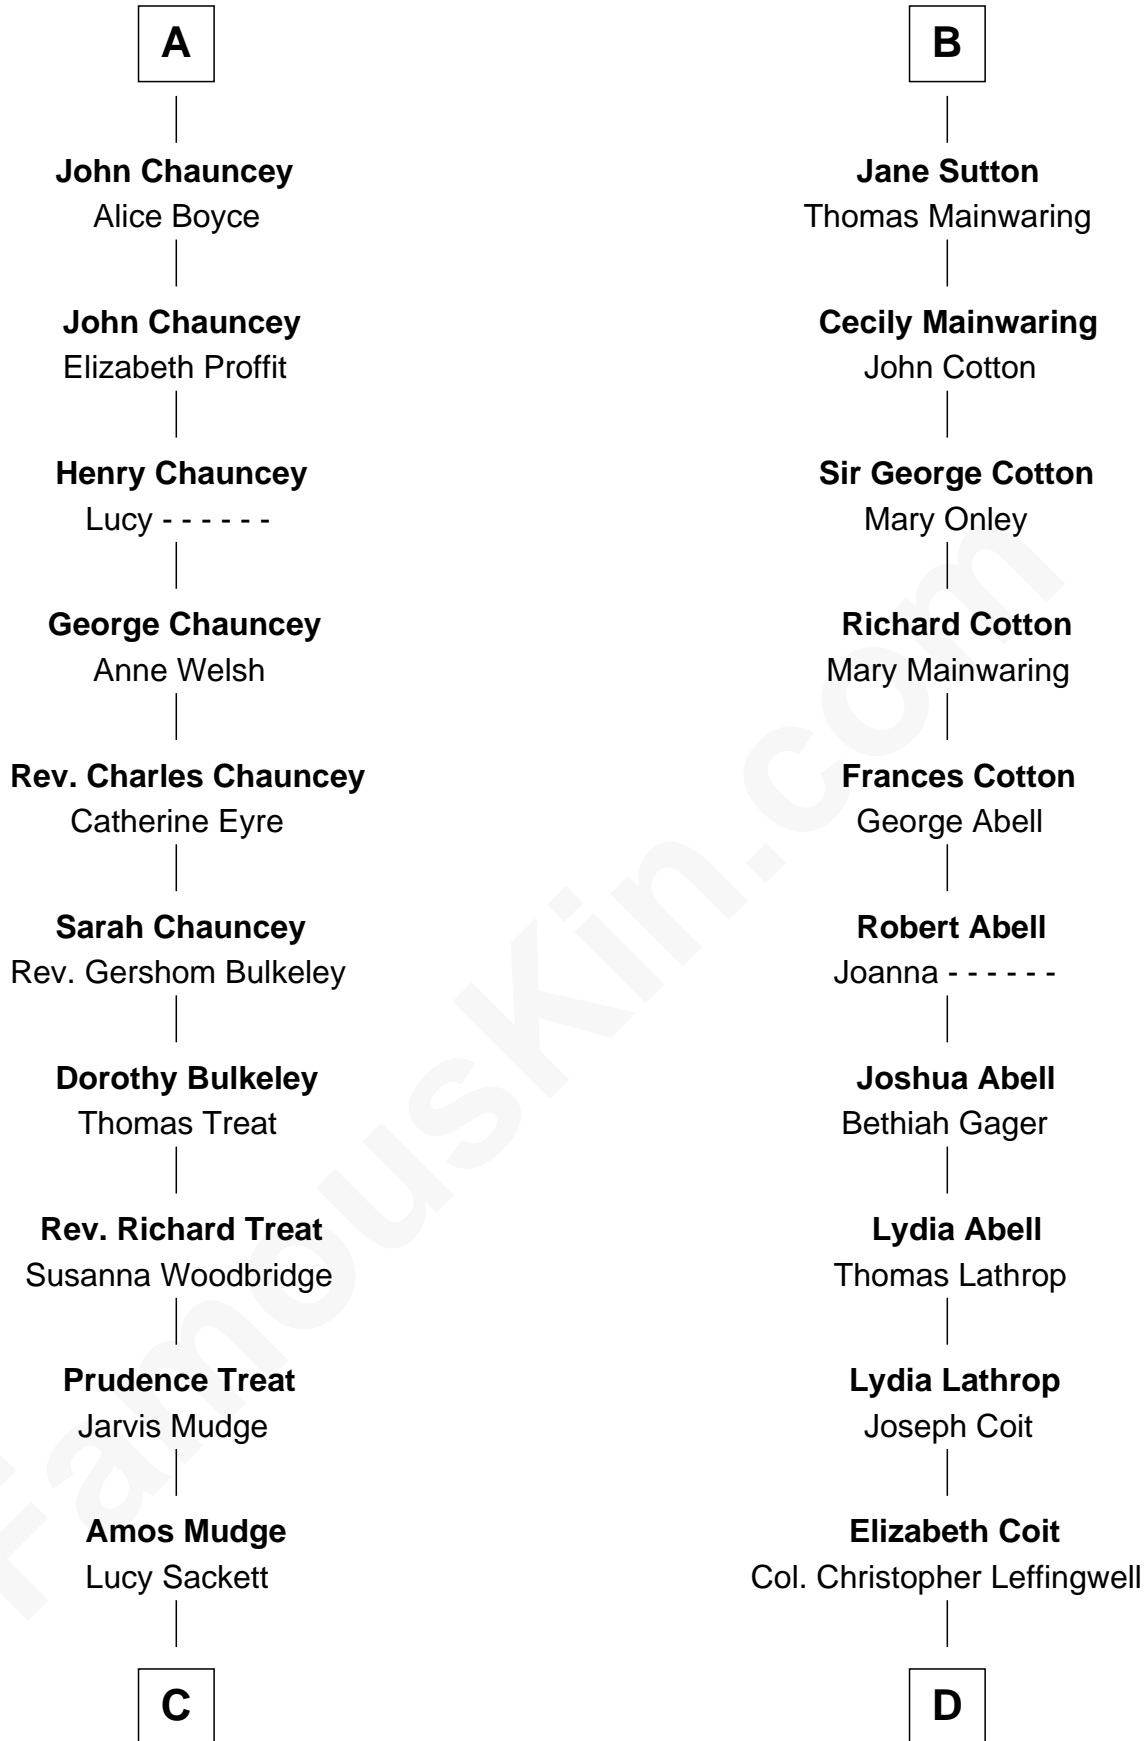 A
John Chauncey
Alice Boyce
John Chauncey
Elizabeth Proffit
Henry Chauncey
Lucy - - - - - -
George Chauncey
Anne Welsh
Rev. Charles Chauncey
Catherine Eyre
Sarah Chauncey
Rev. Gershom Bulkeley
Dorothy Bulkeley
Thomas Treat
Rev. Richard Treat
Susanna Woodbridge
Prudence Treat
Jarvis Mudge
Amos Mudge
Lucy Sackett
C
B
Jane Sutton
Thomas Mainwaring
Cecily Mainwaring
John Cotton
Sir George Cotton
Mary Onley
Richard Cotton
Mary Mainwaring
Frances Cotton
George Abell
Robert Abell
Joanna - - - - - -
Joshua Abell
Bethiah Gager
Lydia Abell
Thomas Lathrop
Lydia Lathrop
Joseph Coit
Elizabeth Coit
Col. Christopher Leffingwell
D
FamousKin.com